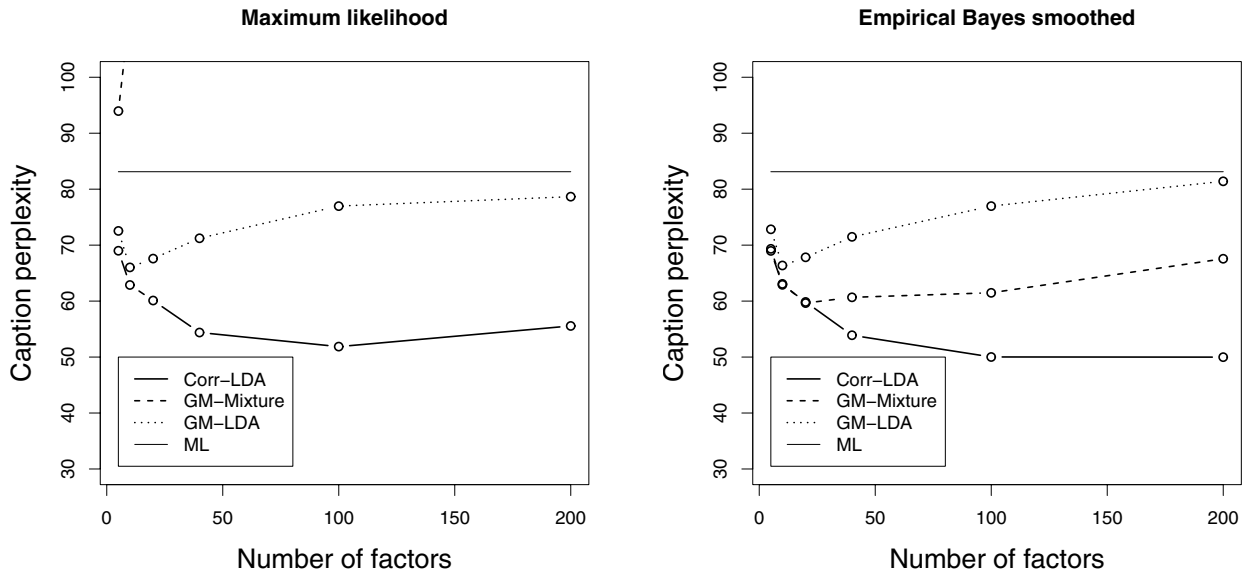 Maximum likelihood
Caption perplexity
100
90
80
70
60
50
40
30
Corr−LDA
GM−Mixture
GM−LDA
ML
0 50 100 150 200
Number of factors
Empirical Bayes smoothed
Caption perplexity
100
90
80
70
60
50
40
30
Corr−LDA
GM−Mixture
GM−LDA
ML
0 50 100 150 200
Number of factors